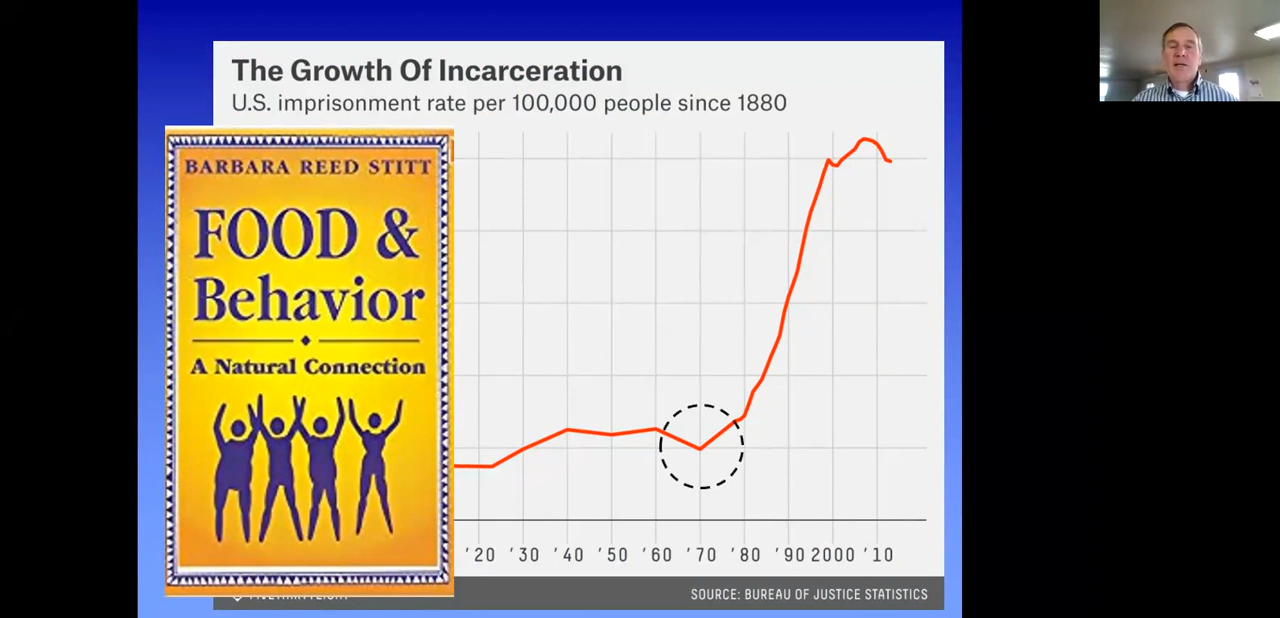 The Growth Of Incarceration
U.S. imprisonment rate per 100,000 people since 1880
BARBARA REED STITT
FOOD &
Behavior
A Natural Connection
'20 '30 '40 '50 '60 '70 '80 '90 2000 '10
SOURCE: BUREAU OF JUSTICE STATISTICS